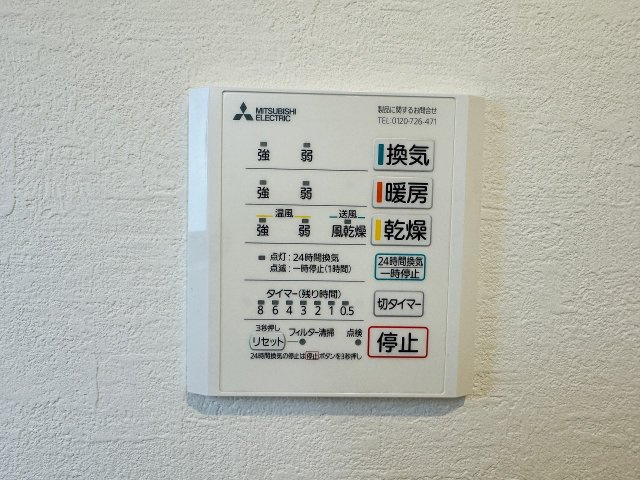 MITSUBISHI
ELECTRIC
製品に関するお問合せ
TEL:0120-726-471
強 弱 換気
強 弱 暖房
温風 送風
強 弱 風乾燥 乾燥
点灯:24時間換気
点滅:一時停止(1時間)
24時間換気
一時停止
タイマー(残り時間)
8 6 4 3 2 1 0.5
切タイマー
3秒押し
リセット フィルター清掃 点検
停止
24時間換気の停止は停止ボタンを3秒押し